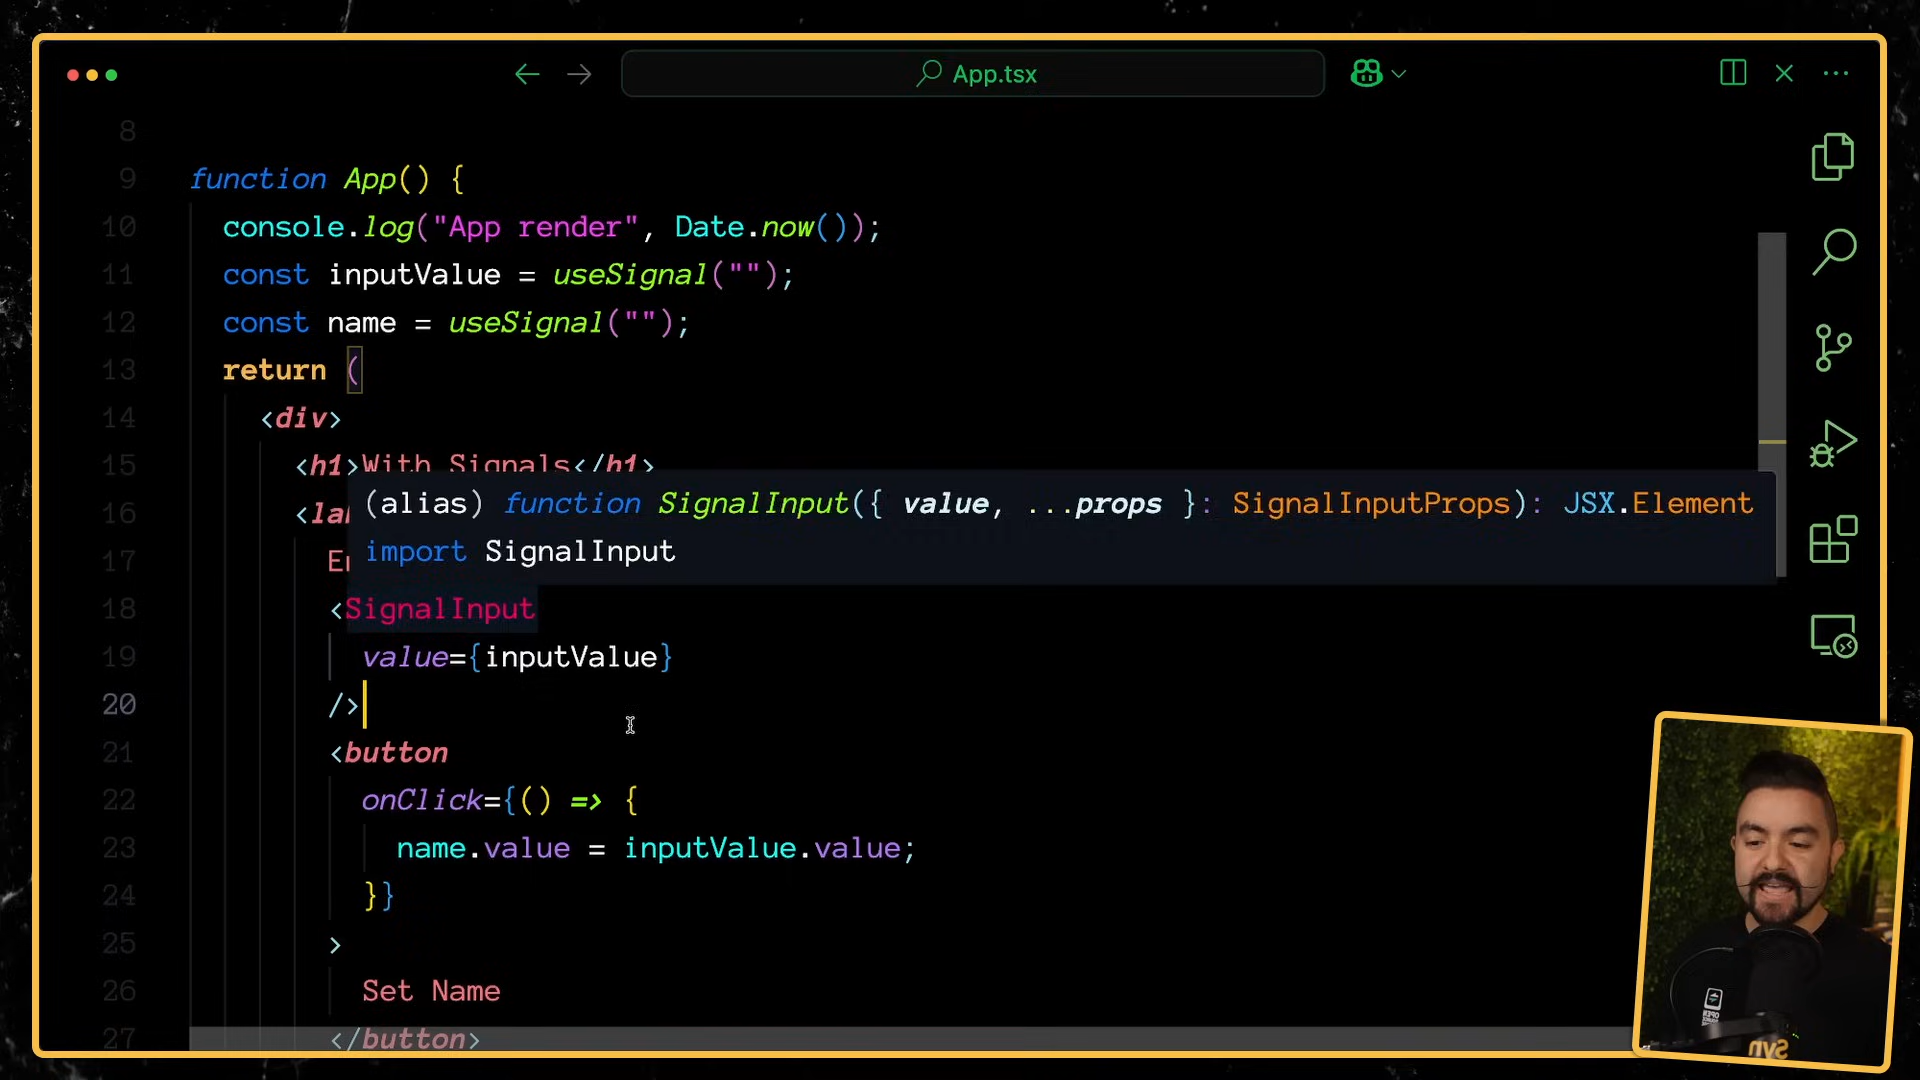 App.tsx
8
9 function App() {
10 console.log("App render", Date.now());
11 const inputValue = useSignal("");
12 const name = useSignal("");
13 return (
14 <div>
15 <h1>With Signals</h1>
16 <la
(alias) function SignalInput({ value, ...props }: SignalInputProps): JSX.Element
import SignalInput
17 E
18 <SignalInput
19 value={inputValue}
20 />
21 <button
22 onClick={() => {
23 name.value = inputValue.value;
24 }}
25 >
26 Set Name
27 </button>
OPEN
Syn